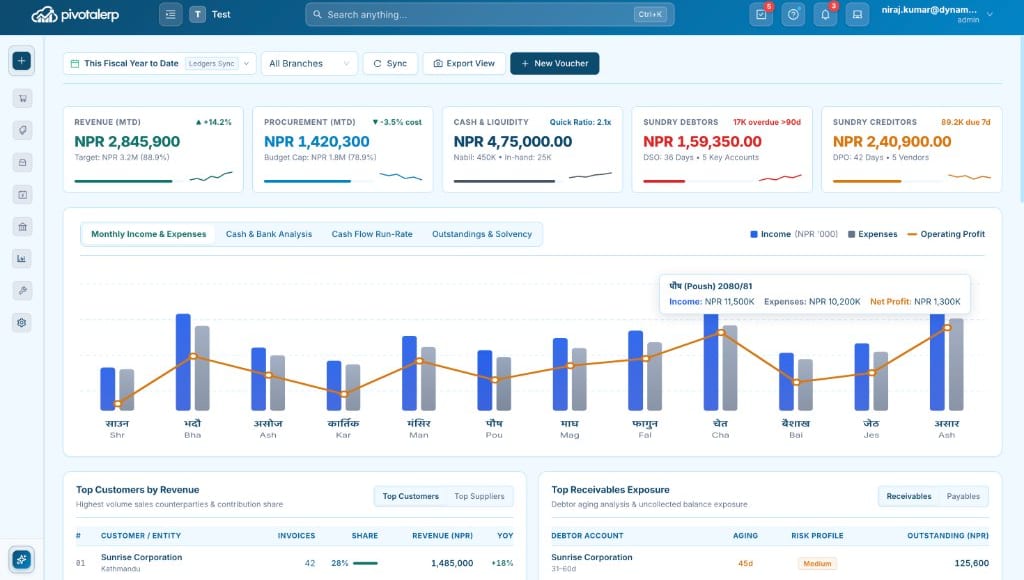 pivotalerp
T Test
Search anything... Ctrl+K
5
3
niraj.kumar@dynam...
admin
This Fiscal Year to Date Ledgers Sync
All Branches
Sync
Export View
+ New Voucher
REVENUE (MTD) ▲ +14.2%
NPR 2,845,900
Target: NPR 3.2M (88.9%)
PROCUREMENT (MTD) ▼ -3.5% cost
NPR 1,420,300
Budget Cap: NPR 1.8M (78.9%)
CASH & LIQUIDITY Quick Ratio: 2.1x
NPR 4,75,000.00
Nabil: 450K • In-hand: 25K
SUNDRY DEBTORS 17K overdue >90d
NPR 1,59,350.00
DSO: 36 Days • 5 Key Accounts
SUNDRY CREDITORS 89.2K due 7d
NPR 2,40,900.00
DPO: 42 Days • 5 Vendors
Monthly Income & Expenses Cash & Bank Analysis Cash Flow Run-Rate Outstandings & Solvency
Income (NPR '000) Expenses Operating Profit
पौष (Poush) 2080/81
Income: NPR 11,500K Expenses: NPR 10,200K Net Profit: NPR 1,300K
साउन भदौ असोज कार्तिक मंसिर पौष माघ फागुन चैत बैशाख जेठ असार
Shr Bha Ash Kar Man Pou Mag Fal Cha Bai Jes Ash
Top Customers by Revenue
Highest volume sales counterparties & contribution share
Top Customers Top Suppliers
# CUSTOMER / ENTITY INVOICES SHARE REVENUE (NPR) YOY
01 Sunrise Corporation 42 28% 1,485,000 +18%
Kathmandu
Top Receivables Exposure
Debtor aging analysis & uncollected balance exposure
Receivables Payables
DEBTOR ACCOUNT AGING RISK PROFILE OUTSTANDING (NPR)
Sunrise Corporation 45d Medium 125,600
31–60d